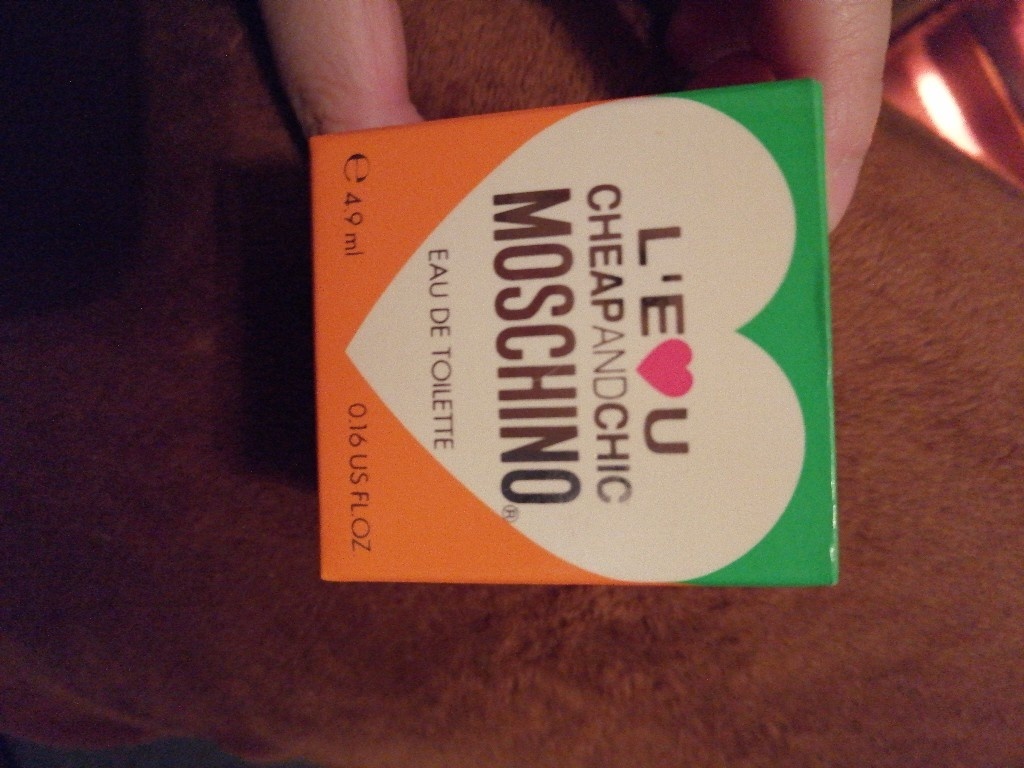 L'E♥U
CHEAPANDCHIC
MOSCHINO®
EAU DE TOILETTE
℮ 4.9 ml
0.16 US FL.OZ